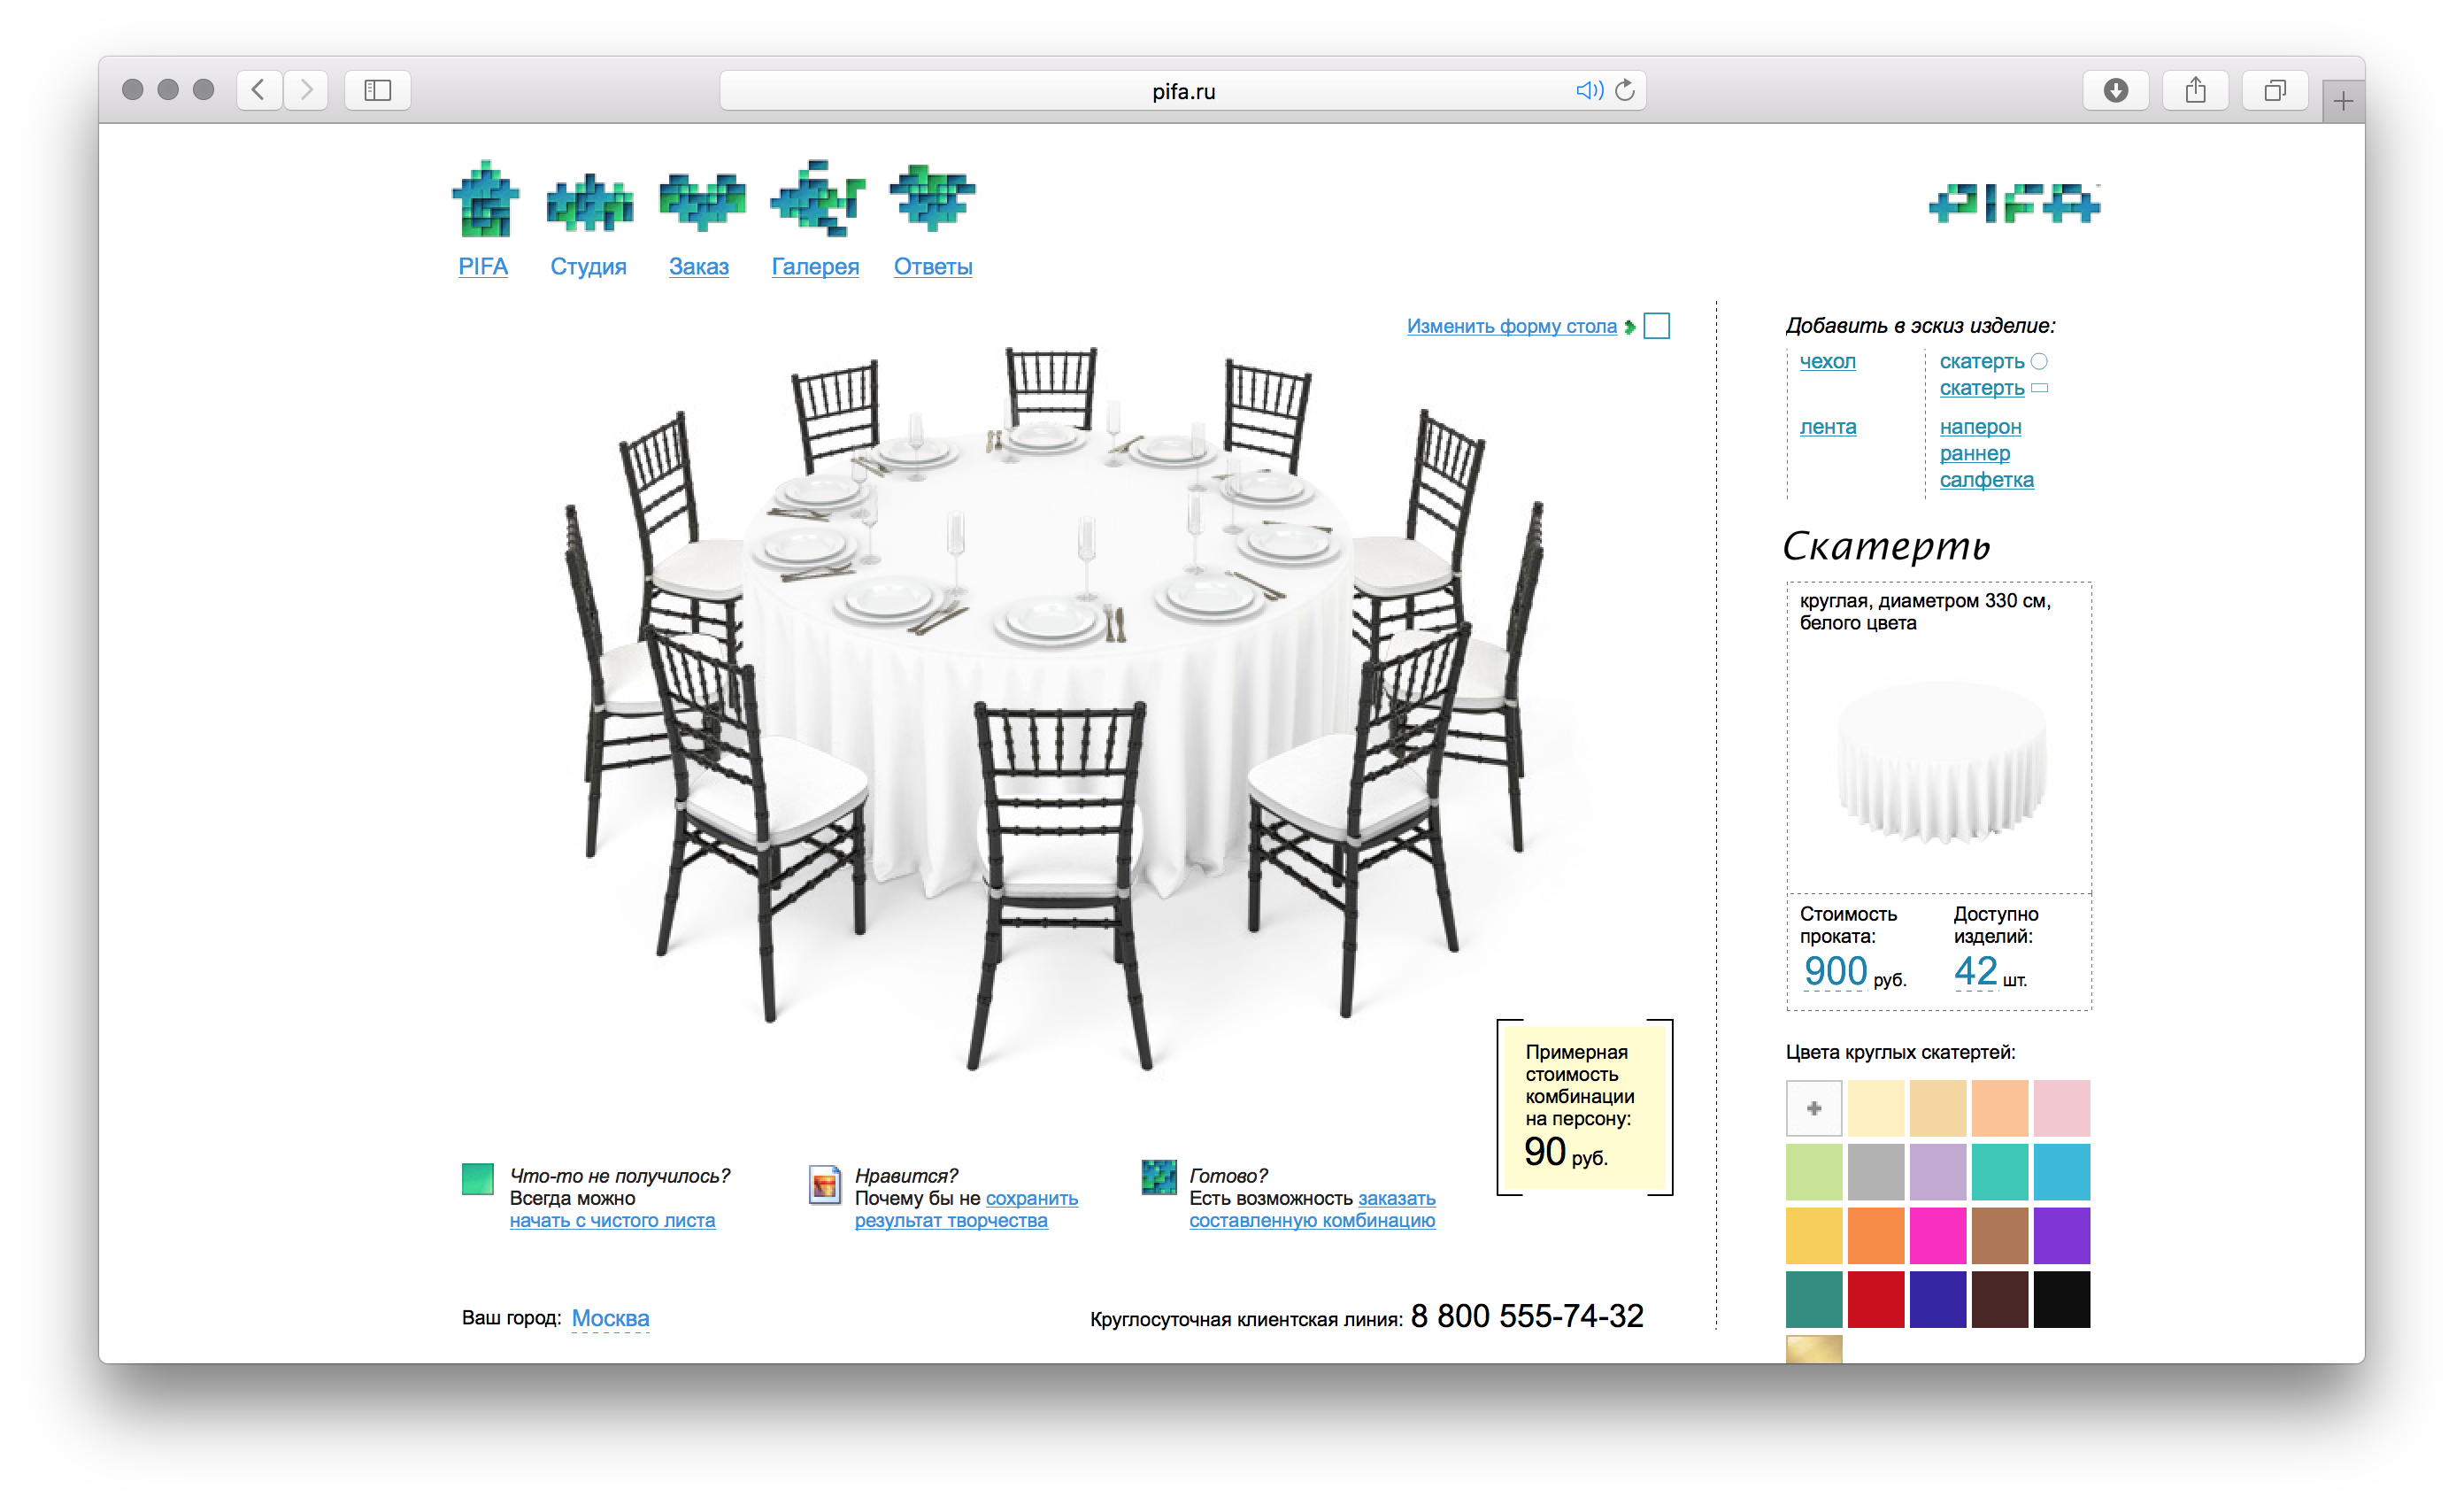 pifa.ru
PIFA
PIFA
Студия
Заказ
Галерея
Ответы
Изменить форму стола
Добавить в эскиз изделие:
чехол
скатерть
скатерть
лента
наперон
раннер
салфетка
Скатерть
круглая, диаметром 330 см,
белого цвета
Стоимость
проката:
900 руб.
Доступно
изделий:
42 шт.
Цвета круглых скатертей:
Примерная
стоимость
комбинации
на персону:
90 руб.
Что-то не получилось?
Всегда можно
начать с чистого листа
Нравится?
Почему бы не сохранить
результат творчества
Готово?
Есть возможность заказать
составленную комбинацию
Ваш город: Москва
Круглосуточная клиентская линия: 8 800 555-74-32